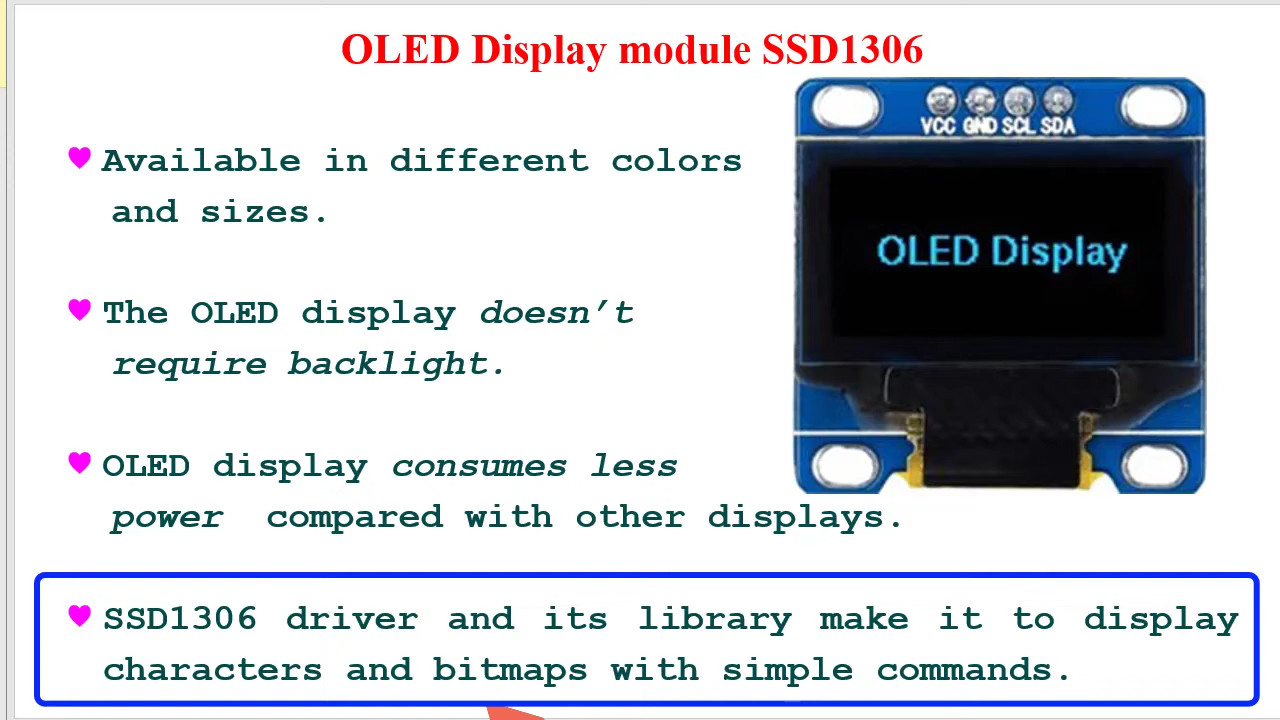 OLED Display module SSD1306
VCC GND SCL SDA
Available in different colors
and sizes.
OLED Display
The OLED display doesn’t
require backlight.
OLED display consumes less
power compared with other displays.
SSD1306 driver and its library make it to display
characters and bitmaps with simple commands.